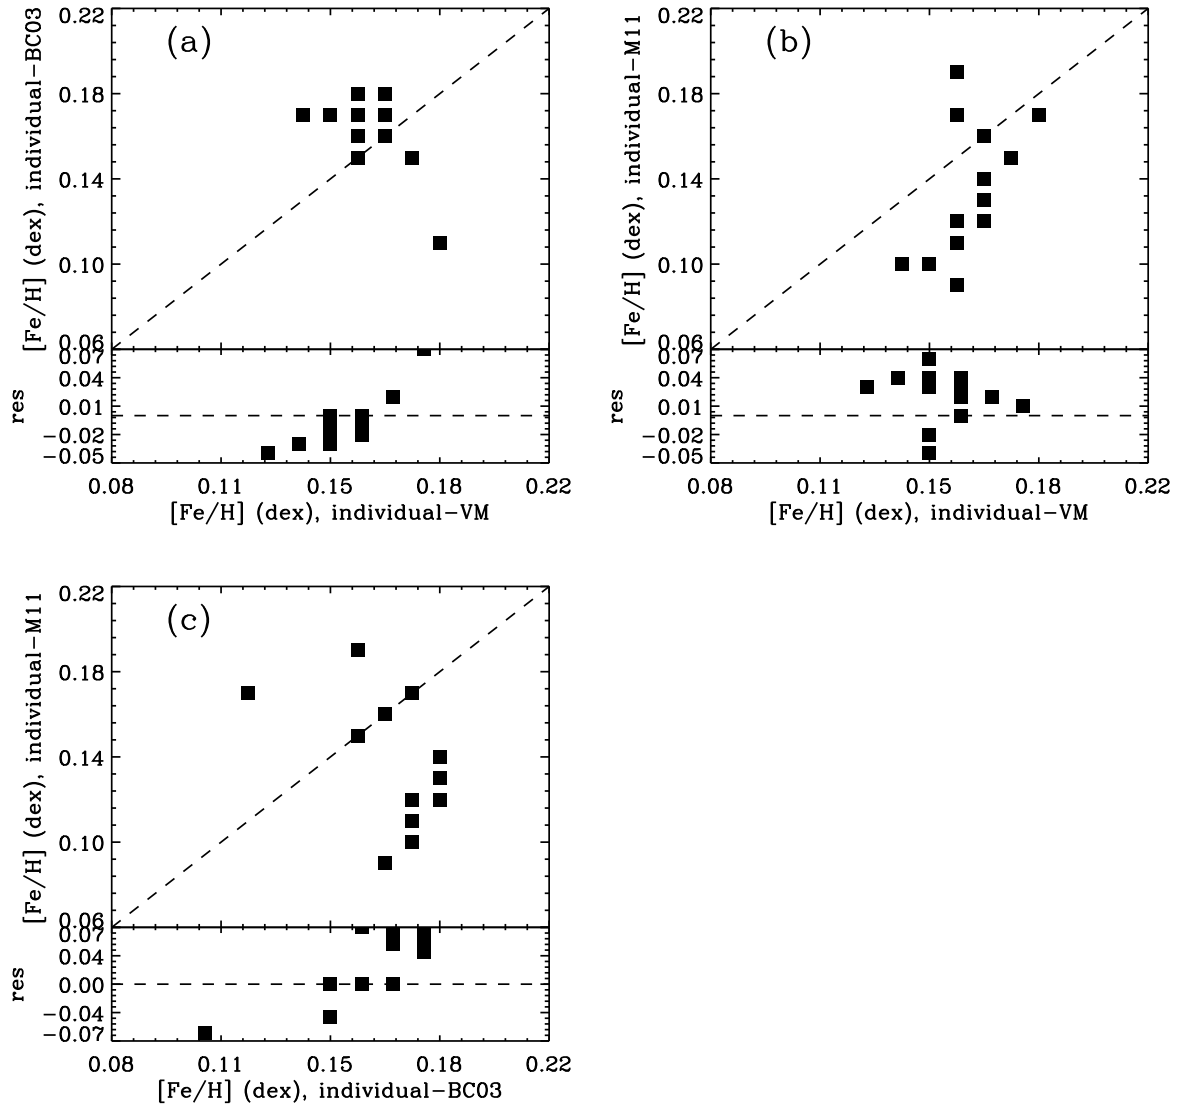 (a)
[Fe/H] (dex), individual-BC03
0.22
0.18
0.14
0.10
0.06
res
0.07
0.04
0.01
-0.02
-0.05
0.08 0.11 0.15 0.18 0.22
[Fe/H] (dex), individual-VM
(b)
[Fe/H] (dex), individual-M11
0.22
0.18
0.14
0.10
0.06
res
0.07
0.04
0.01
-0.02
-0.05
0.08 0.11 0.15 0.18 0.22
[Fe/H] (dex), individual-VM
(c)
[Fe/H] (dex), individual-M11
0.22
0.18
0.14
0.10
0.06
res
0.07
0.04
0.00
-0.04
-0.07
0.08 0.11 0.15 0.18 0.22
[Fe/H] (dex), individual-BC03